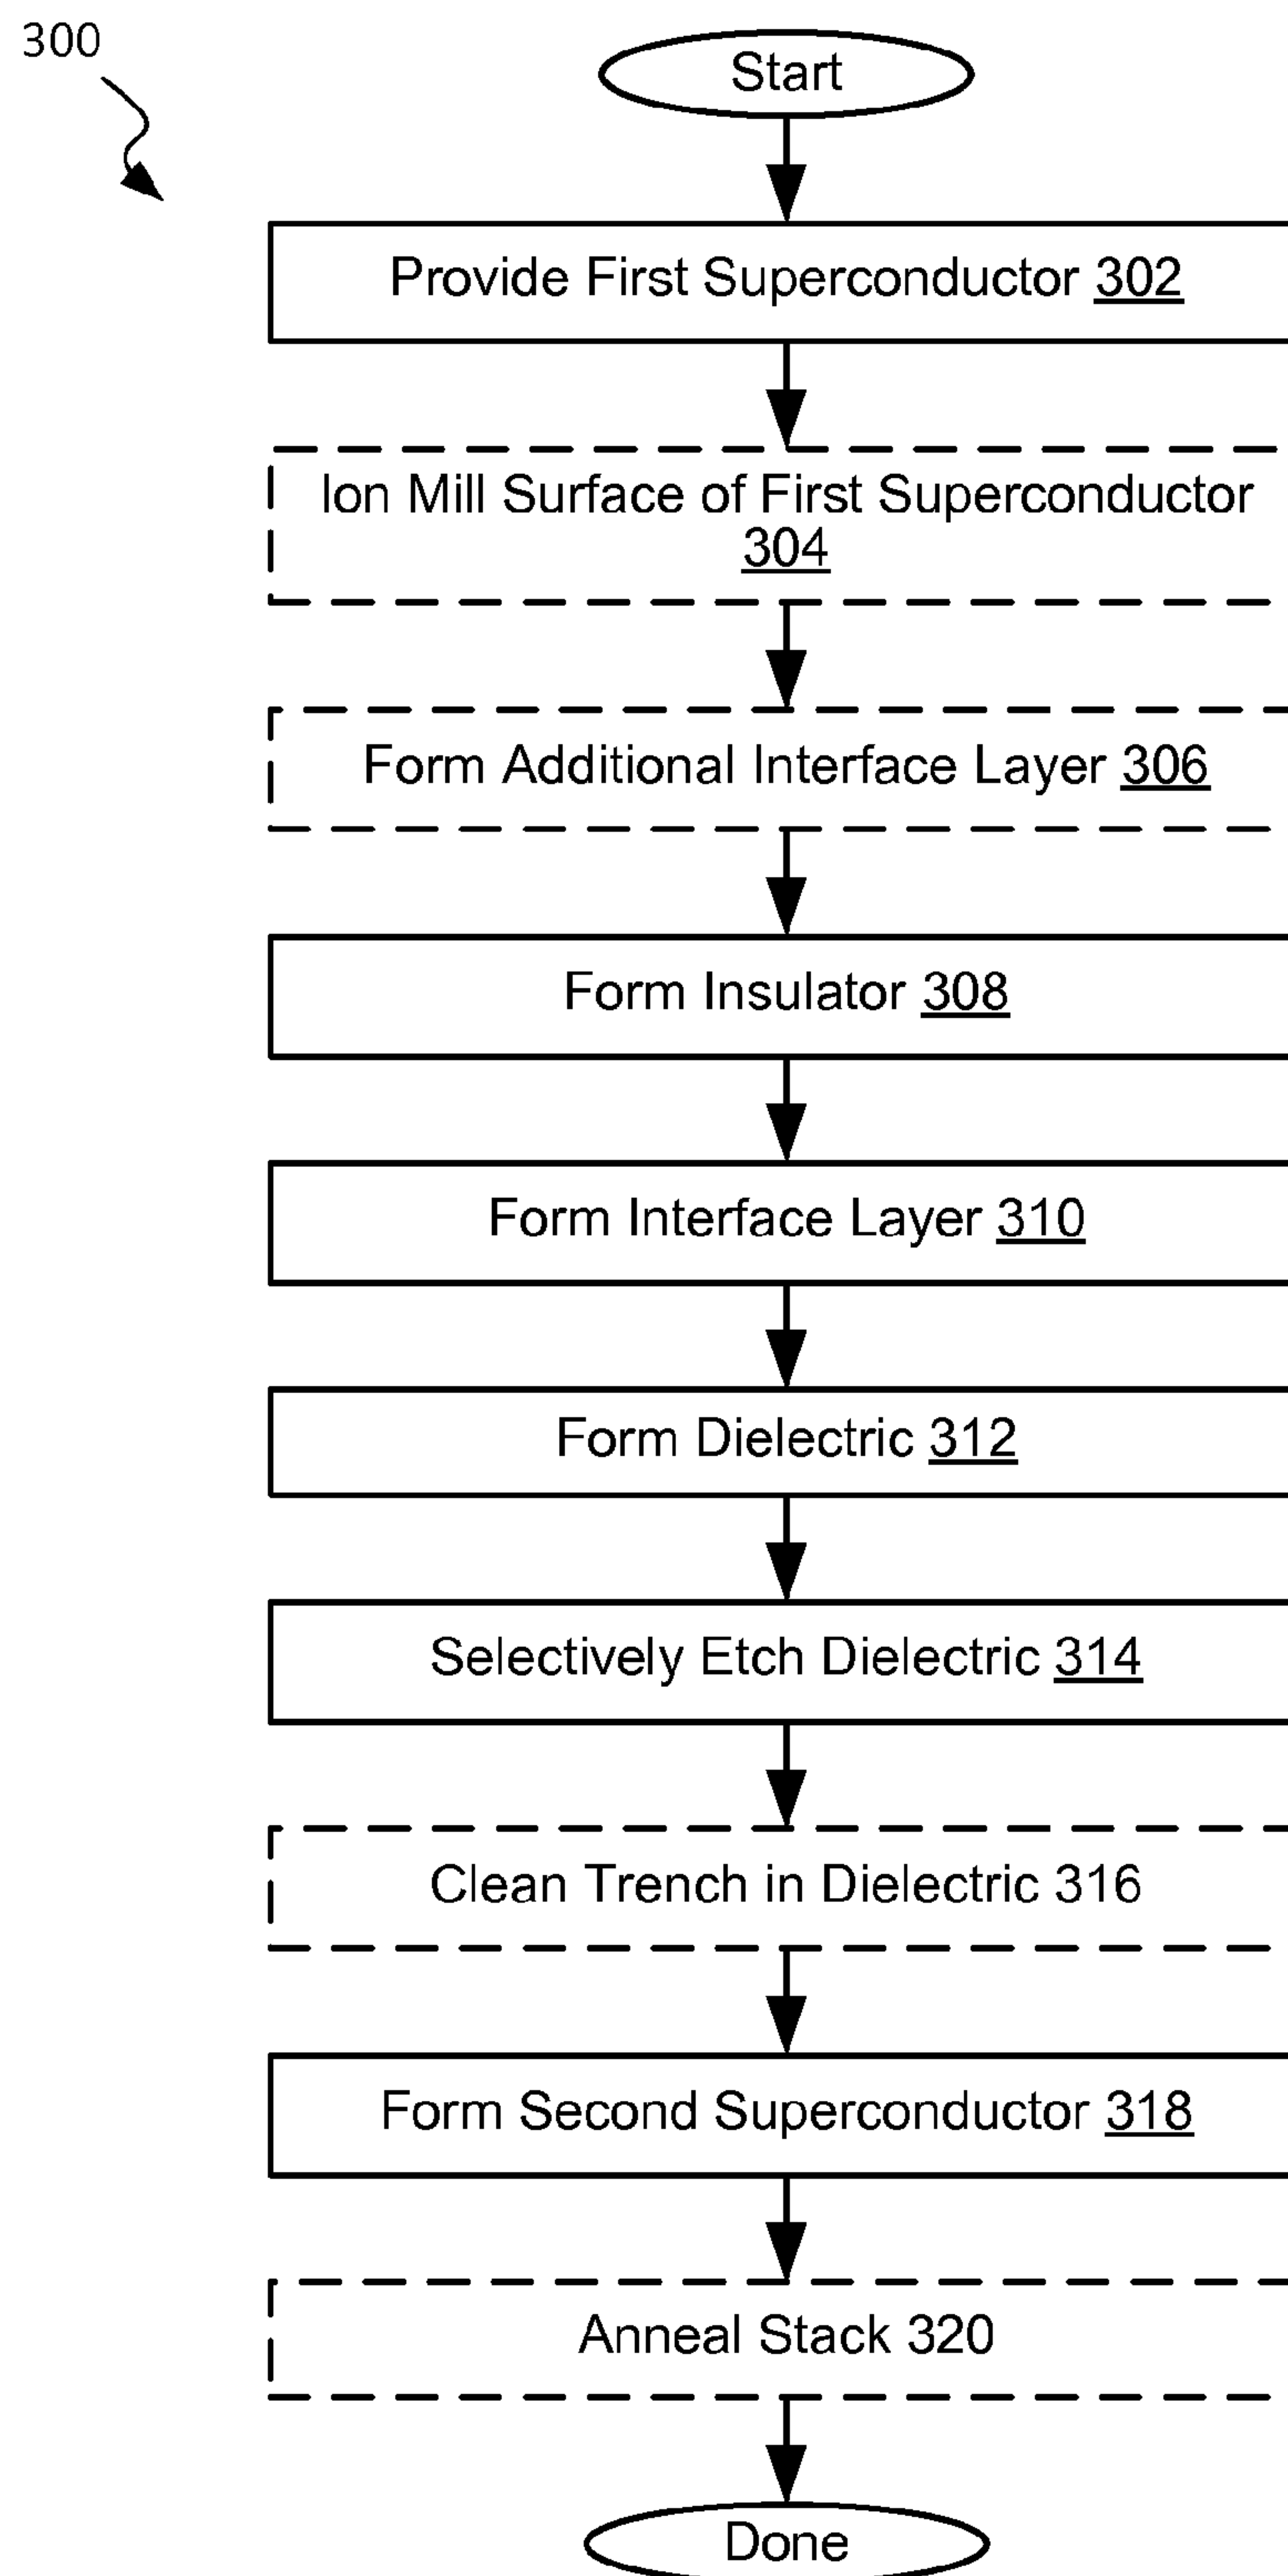 300
Start
Provide First Superconductor 302
Ion Mill Surface of First Superconductor
304
Form Additional Interface Layer 306
Form Insulator 308
Form Interface Layer 310
Form Dielectric 312
Selectively Etch Dielectric 314
Clean Trench in Dielectric 316
Form Second Superconductor 318
Anneal Stack 320
Done